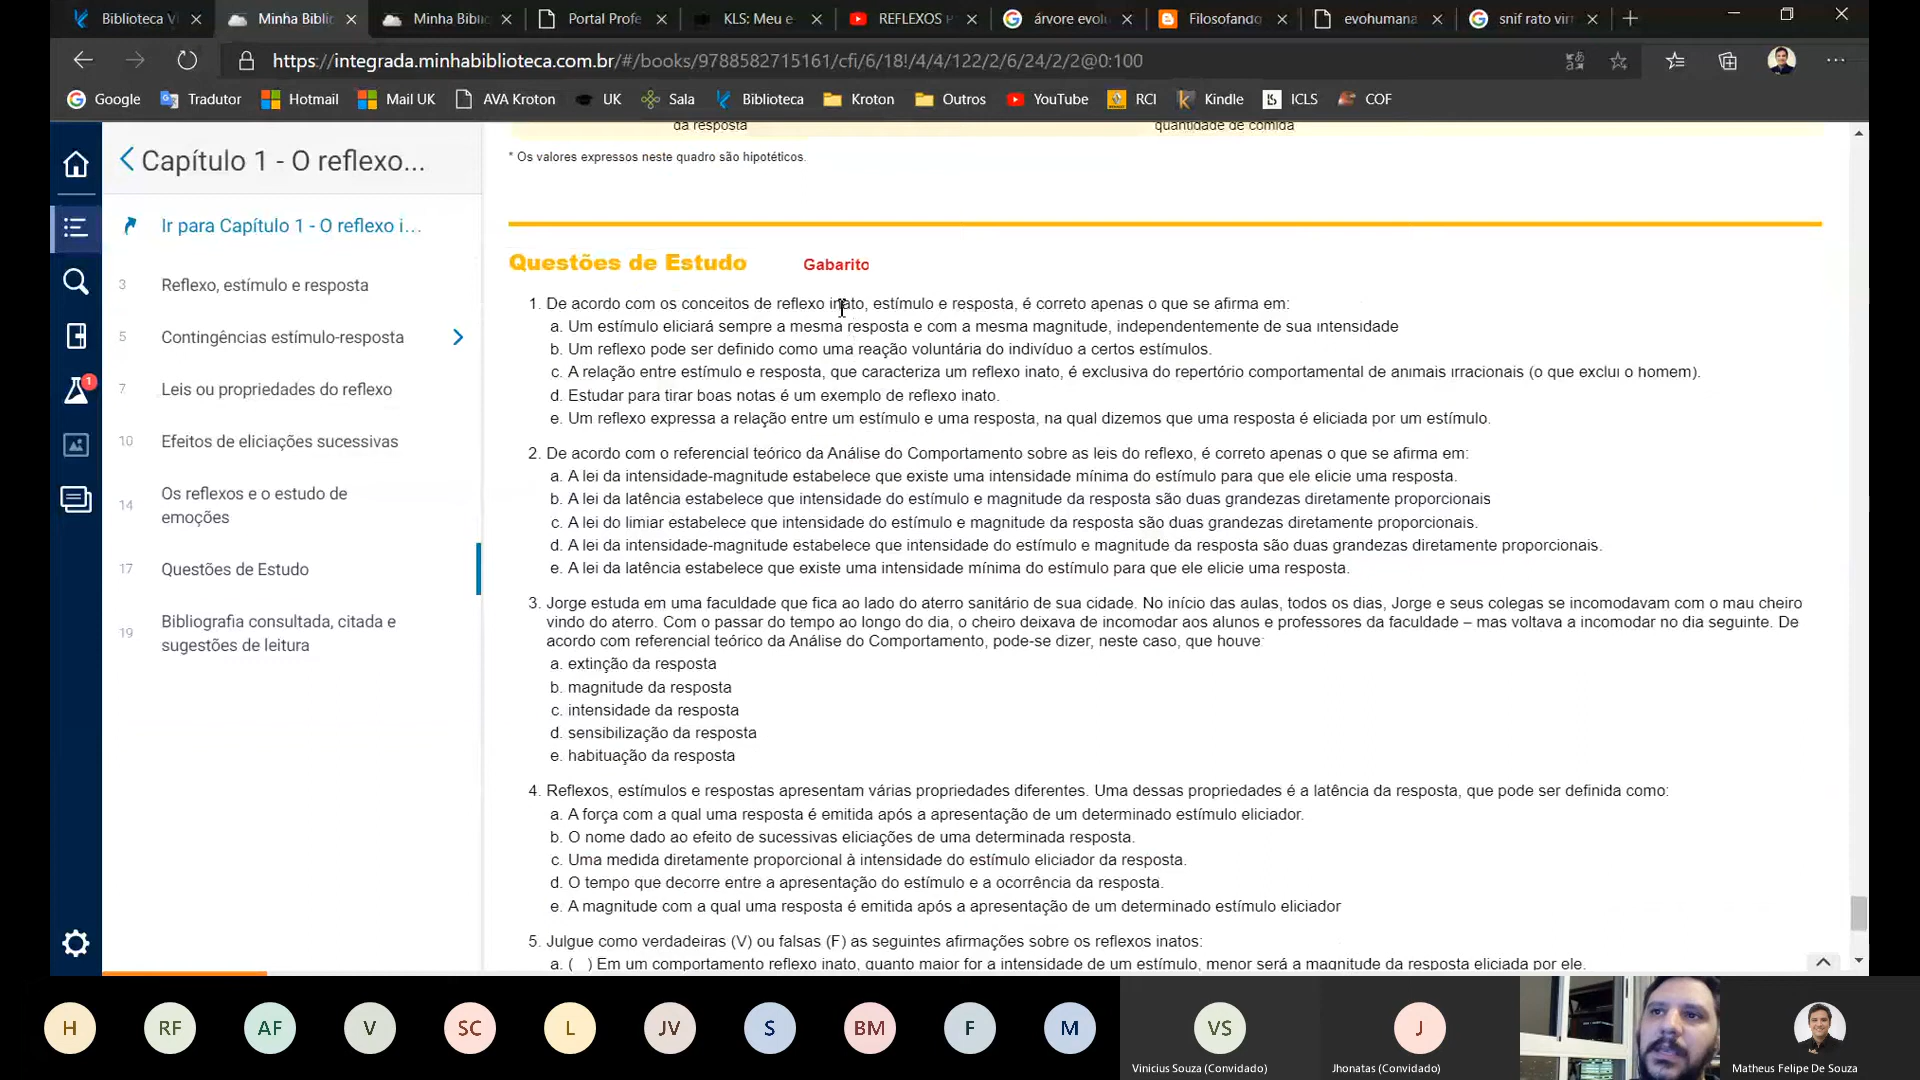 Biblioteca V
Minha Biblic
Minha Biblic
Portal Profe
KLS: Meu e
REFLEXOS P
árvore evolu
Filosofando
evohumana
snif rato virt
https://integrada.minhabiblioteca.com.br/#/books/9788582715161/cfi/6/18!/4/4/122/2/6/24/2/2@0:100
Google
Tradutor
Hotmail
Mail UK
AVA Kroton
UK
Sala
Biblioteca
Kroton
Outros
YouTube
RCI
Kindle
ICLS
COF
Capítulo 1 - O reflexo...
Ir para Capítulo 1 - O reflexo i...
3 Reflexo, estímulo e resposta
5 Contingências estímulo-resposta
7 Leis ou propriedades do reflexo
10 Efeitos de eliciações sucessivas
14 Os reflexos e o estudo de
emoções
17 Questões de Estudo
19 Bibliografia consultada, citada e
sugestões de leitura
1
da resposta
quantidade de comida
* Os valores expressos neste quadro são hipotéticos.
Questões de Estudo Gabarito
1. De acordo com os conceitos de reflexo inato, estímulo e resposta, é correto apenas o que se afirma em:
a. Um estímulo eliciará sempre a mesma resposta e com a mesma magnitude, independentemente de sua intensidade
b. Um reflexo pode ser definido como uma reação voluntária do indivíduo a certos estímulos.
c. A relação entre estímulo e resposta, que caracteriza um reflexo inato, é exclusiva do repertório comportamental de animais irracionais (o que exclui o homem).
d. Estudar para tirar boas notas é um exemplo de reflexo inato.
e. Um reflexo expressa a relação entre um estímulo e uma resposta, na qual dizemos que uma resposta é eliciada por um estímulo.
2. De acordo com o referencial teórico da Análise do Comportamento sobre as leis do reflexo, é correto apenas o que se afirma em:
a. A lei da intensidade-magnitude estabelece que existe uma intensidade mínima do estímulo para que ele elicie uma resposta.
b. A lei da latência estabelece que intensidade do estímulo e magnitude da resposta são duas grandezas diretamente proporcionais
c. A lei do limiar estabelece que intensidade do estímulo e magnitude da resposta são duas grandezas diretamente proporcionais.
d. A lei da intensidade-magnitude estabelece que intensidade do estímulo e magnitude da resposta são duas grandezas diretamente proporcionais.
e. A lei da latência estabelece que existe uma intensidade mínima do estímulo para que ele elicie uma resposta.
3. Jorge estuda em uma faculdade que fica ao lado do aterro sanitário de sua cidade. No início das aulas, todos os dias, Jorge e seus colegas se incomodavam com o mau cheiro
vindo do aterro. Com o passar do tempo ao longo do dia, o cheiro deixava de incomodar aos alunos e professores da faculdade – mas voltava a incomodar no dia seguinte. De
acordo com referencial teórico da Análise do Comportamento, pode-se dizer, neste caso, que houve:
a. extinção da resposta
b. magnitude da resposta
c. intensidade da resposta
d. sensibilização da resposta
e. habituação da resposta
4. Reflexos, estímulos e respostas apresentam várias propriedades diferentes. Uma dessas propriedades é a latência da resposta, que pode ser definida como:
a. A força com a qual uma resposta é emitida após a apresentação de um determinado estímulo eliciador.
b. O nome dado ao efeito de sucessivas eliciações de uma determinada resposta.
c. Uma medida diretamente proporcional à intensidade do estímulo eliciador da resposta.
d. O tempo que decorre entre a apresentação do estímulo e a ocorrência da resposta.
e. A magnitude com a qual uma resposta é emitida após a apresentação de um determinado estímulo eliciador
5. Julgue como verdadeiras (V) ou falsas (F) as seguintes afirmações sobre os reflexos inatos:
a. ( ) Em um comportamento reflexo inato, quanto maior for a intensidade de um estímulo, menor será a magnitude da resposta eliciada por ele.
H
RF
AF
V
SC
L
JV
S
BM
F
M
VS
J
Vinicius Souza (Convidado)
Jhonatas (Convidado)
Matheus Felipe De Souza